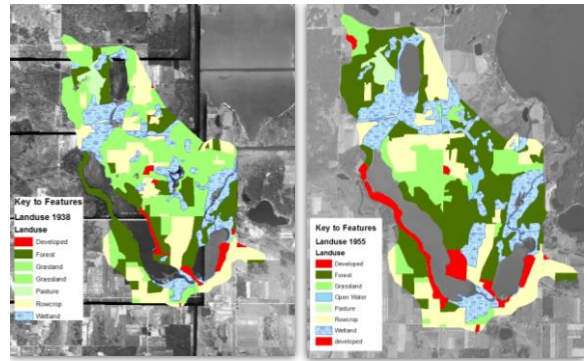 Key to Features
Landuse 1938
Landuse
Developed
Forest
Grasland
Grassland
Pasture
Rowcrop
Wetland
Key to Features
Landuse 1955
Landuse
Developed
Forest
Grassland
Open Water
Pasture
Rowcrop
Wetland
developed